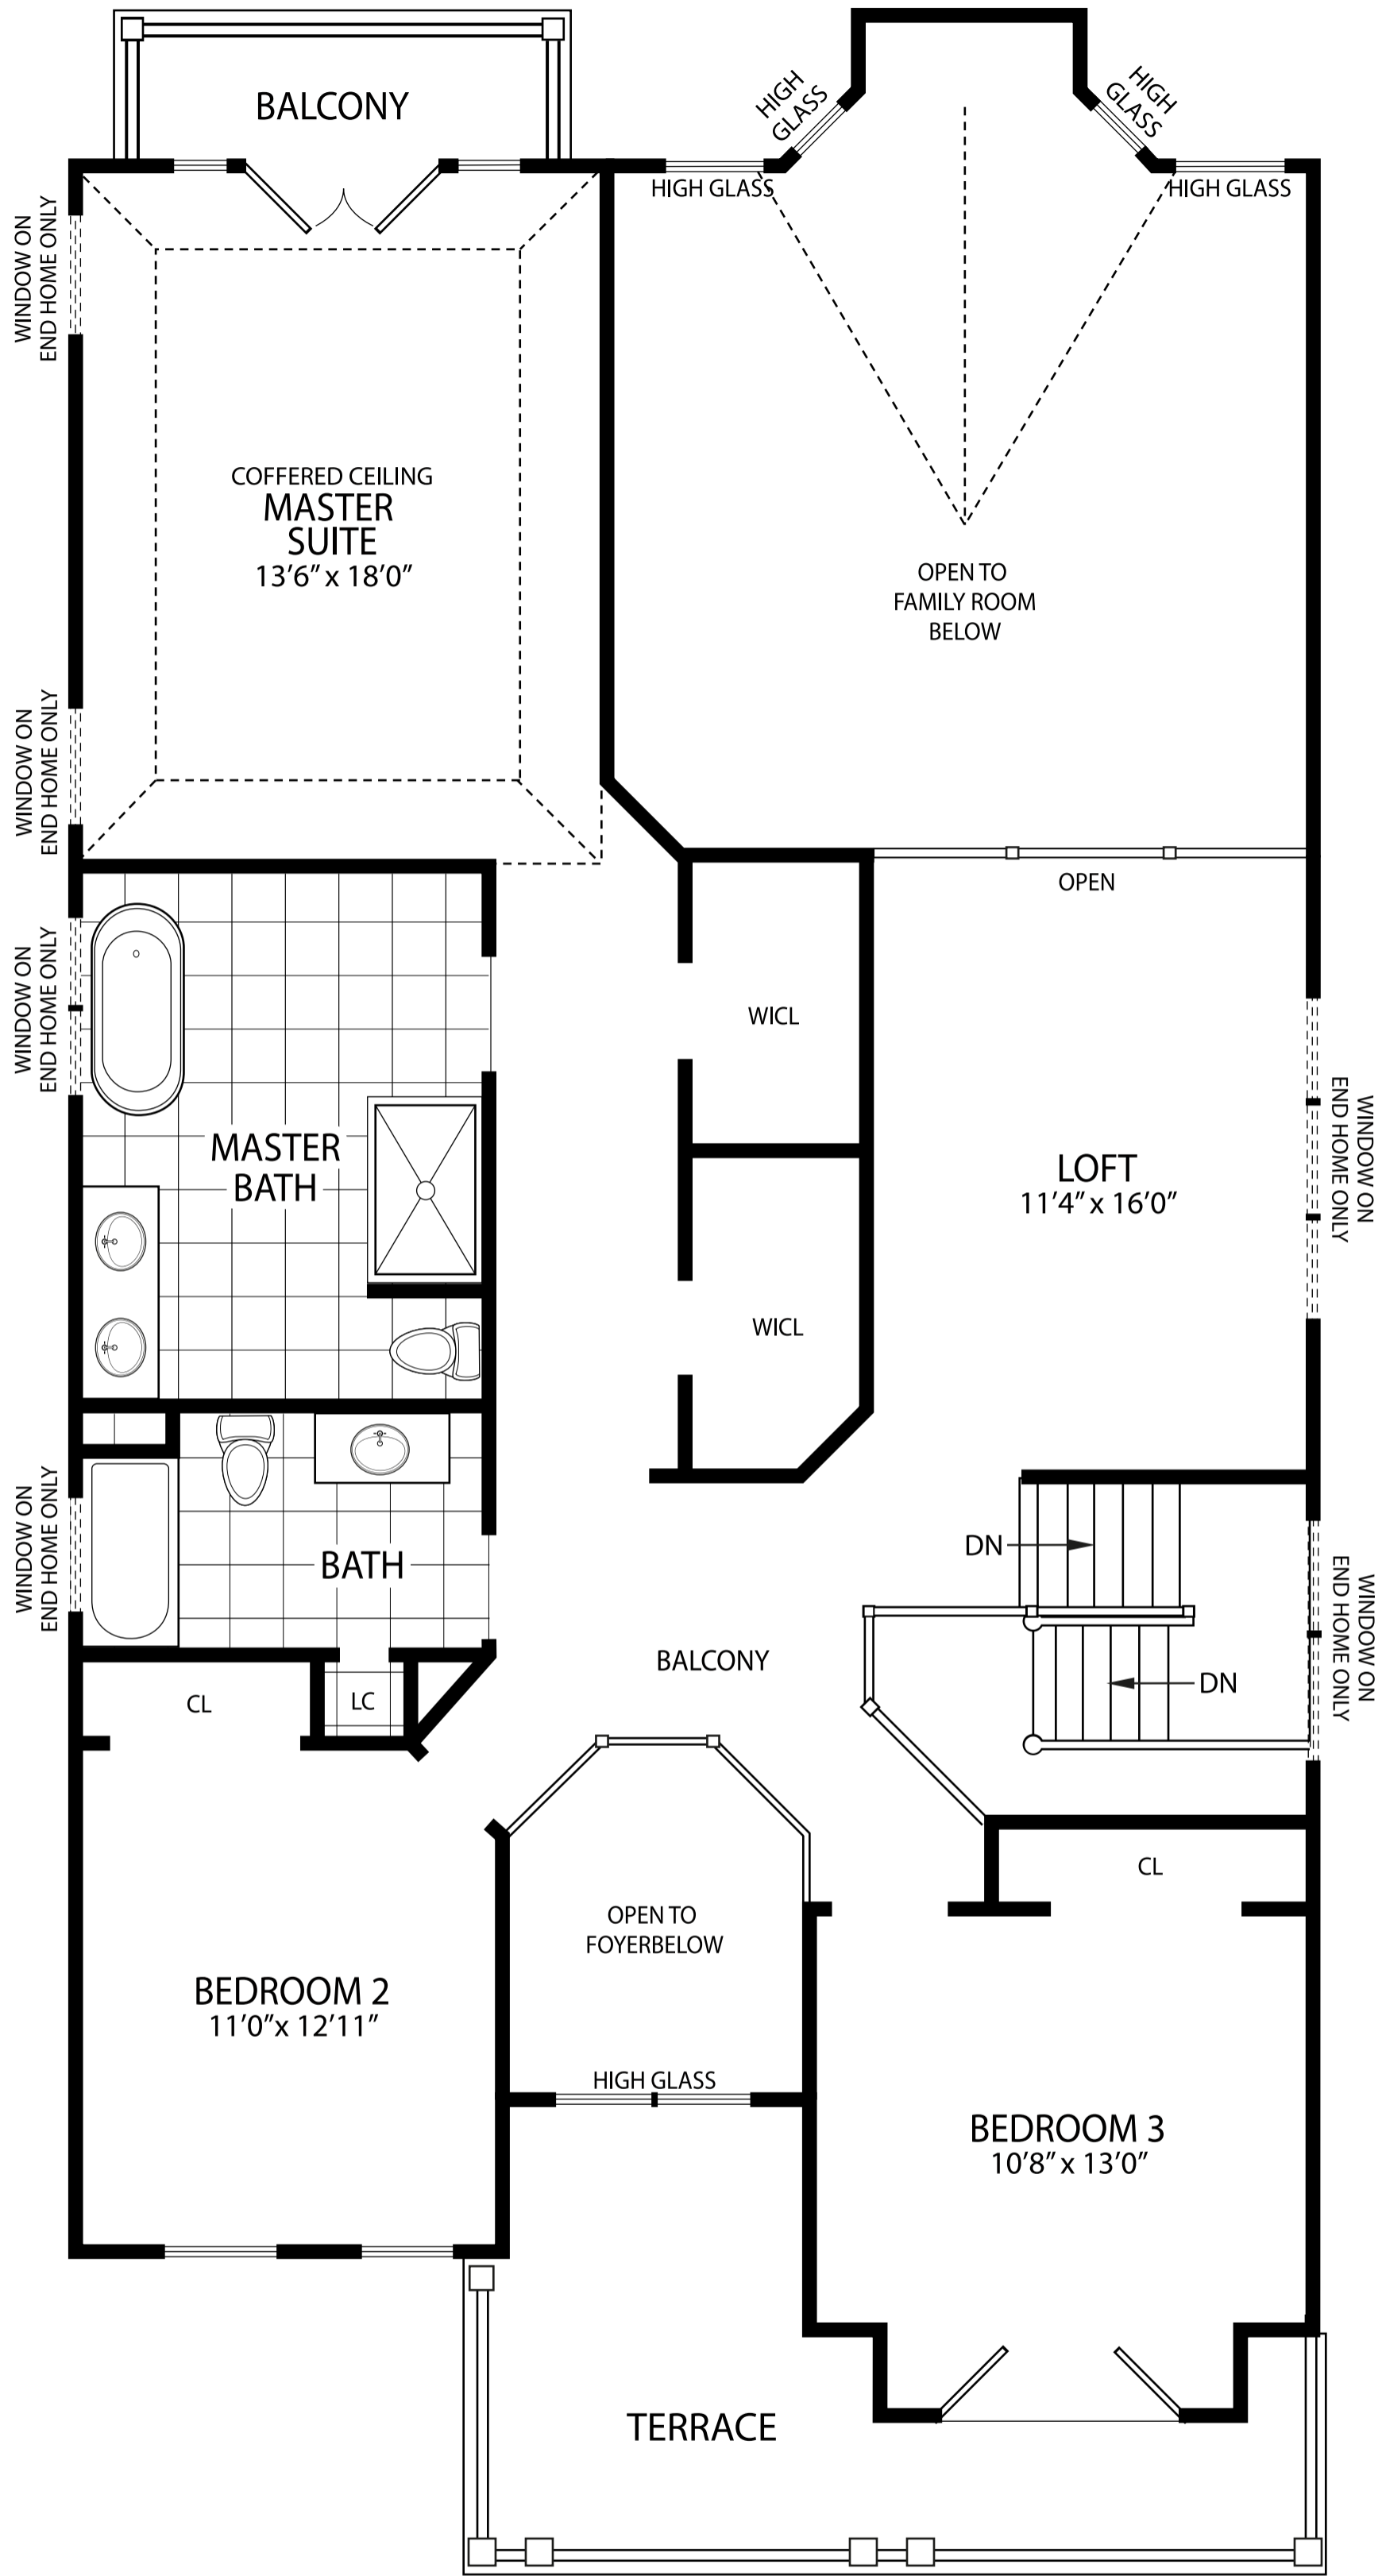 BALCONY
HIGH
GLASS
HIGH
GLASS
HIGH GLASS
HIGH GLASS
WINDOW ON
END HOME ONLY
COFFERED CEILING
MASTER
SUITE
13'6" x 18'0"
OPEN TO
FAMILY ROOM
BELOW
WINDOW ON
END HOME ONLY
OPEN
WINDOW ON
END HOME ONLY
WICL
MASTER
BATH
LOFT
11'4" x 16'0"
WINDOW ON
END HOME ONLY
WICL
WINDOW ON
END HOME ONLY
BATH
DN
BALCONY
DN
WINDOW ON
END HOME ONLY
CL
LC
CL
OPEN TO
FOYERBELOW
BEDROOM 2
11'0"x 12'11"
HIGH GLASS
BEDROOM 3
10'8" x 13'0"
TERRACE